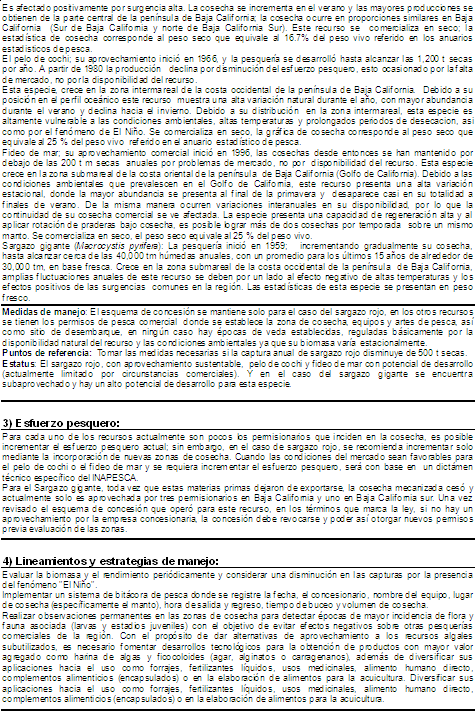 Es afectado positivamente por surgencia alta. La cosecha se incrementa en el verano y las mayores producciones se
obtienen de la parte central de la península de Baja California; la cosecha ocurre en proporciones similares en Baja
California (Sur de Baja California y norte de Baja California Sur). Este recurso se comercializa en seco; la
estadística de cosecha corresponde al peso seco que equivale al 16.7% del peso vivo referido en los anuarios
estadísticos de pesca.
El pelo de cochi; su aprovechamiento inició en 1966, y la pesquería se desarrolló hasta alcanzar las 1,200 t secas
por año. A partir de 1980 la producción declina por disminución del esfuerzo pesquero, esto ocasionado por la falta
de mercado, no por la disponibilidad del recurso.
Esta especie, crece en la zona intermareal de la costa occidental de la península de Baja California. Debido a su
posición en el perfil oceánico este recurso muestra una alta variación natural durante el año, con mayor abundancia
durante el verano y declina hacia el invierno. Debido a su distribución en la zona intermareal, esta especie es
altamente vulnerable a las condiciones ambientales, altas temperaturas y prolongados periodos de desecación, así
como por el fenómeno de El Niño. Se comercializa en seco, la gráfica de cosecha corresponde al peso seco que
equivale al 25 % del peso vivo referido en el anuario estadístico de pesca.
Fideo de mar, su aprovechamiento comercial inició en 1996, las cosechas desde entonces se han mantenido por
debajo de las 200 t m secas anuales por problemas de mercado, no por disponibilidad del recurso. Esta especie
crece en la zona submareal de la costa oriental de la península de Baja California (Golfo de California). Debido a las
condiciones ambientales que prevalecen en el Golfo de California, este recurso presenta una alta variación
estacional, donde la mayor abundancia se presenta al final de la primavera y desaparece casi en su totalidad a
finales de verano. De la misma manera ocurren variaciones interanuales en su disponibilidad, por lo que la
continuidad de su cosecha comercial se ve afectada. La especie presenta una capacidad de regeneración alta y al
aplicar rotación de praderas bajo cosecha, es posible lograr más de dos cosechas por temporada sobre un mismo
manto. Se comercializa en seco, el peso seco equivale al 25 % del peso vivo.
Sargazo gigante (Macrocystis pyrifera): La pesquería inició en 1959; incrementando gradualmente su cosecha,
hasta alcanzar cerca de las 40,000 tm húmedas anuales, con un promedio para los últimos 15 años de alrededor de
30,000 tm, en base fresca. Crece en la zona submareal de la costa occidental de la península de Baja California,
amplias fluctuaciones anuales de este recurso se deben por un lado al efecto negativo de altas temperaturas y los
efectos positivos de las surgencias comunes en la región. Las estadísticas de esta especie se presentan en peso
fresco.
Medidas de manejo: El esquema de concesión se mantiene solo para el caso del sargazo rojo, en los otros recursos
se tienen los permisos de pesca comercial donde se establece la zona de cosecha, equipos y artes de pesca, así
como sitio de desembarque, en ningún caso hay épocas de veda establecidas, reguladas básicamente por la
disponibilidad natural del recurso y las condiciones ambientales ya que su biomasa varía estacionalmente.
Puntos de referencia: Tomar las medidas necesarias si la captura anual de sargazo rojo disminuye de 500 t secas.
Estatus: El sargazo rojo, con aprovechamiento sustentable, pelo de cochi y fideo de mar con potencial de desarrollo
(actualmente limitado por circunstancias comerciales). Y en el caso del sargazo gigante se encuentra
subaprovechado y hay un alto potencial de desarrollo para esta especie.
3) Esfuerzo pesquero:
Para cada uno de los recursos actualmente son pocos los permisionarios que inciden en la cosecha, es posible
incrementar el esfuerzo pesquero actual; sin embargo, en el caso de sargazo rojo, se recomienda incrementar solo
mediante la incorporación de nuevas zonas de cosecha. Cuando las condiciones del mercado sean favorables para
el pelo de cochi o el fideo de mar y se requiera incrementar el esfuerzo pesquero, será con base en un dictamen
técnico específico del INAPESCA.
Para el Sargazo gigante, toda vez que estas materias primas dejaron de exportarse, la cosecha mecanizada cesó y
actualmente solo es aprovechada por tres permisionarios en Baja California y uno en Baja California sur. Una vez
revisado el esquema de concesión que operó para este recurso, en los términos que marca la ley, si no hay un
aprovechamiento por la empresa concesionaria, la concesión debe revocarse y poder así otorgar nuevos permisos
previa evaluación de las zonas.
4) Lineamientos y estrategias de manejo:
Evaluar la biomasa y el rendimiento periódicamente y considerar una disminución en las capturas por la presencia
del fenómeno "El Niño".
Implementar un sistema de bitácora de pesca donde se registre la fecha, el concesionario, nombre del equipo, lugar
de cosecha (específicamente el manto), hora de salida y regreso, tiempo de buceo y volumen de cosecha.
Realizar observaciones permanentes en las zonas de cosecha para detectar épocas de mayor incidencia de flora y
fauna asociada (larvas y estadios juveniles) con el objetivo de evitar efectos negativos sobre otras pesquerías
comerciales de la región. Con el propósito de dar alternativas de aprovechamiento a los recursos algales
subutilizados, es necesario fomentar desarrollos tecnológicos para la obtención de productos con mayor valor
agregado como harina de algas y ficocoloides (agar, alginatos o carragenanos), además de diversificar sus
aplicaciones hacia el uso como forrajes, fertilizantes líquidos, usos medicinales, alimento humano directo,
complementos alimenticios (encapsulados) o en la elaboración de alimentos para la acuicultura. Diversificar sus
aplicaciones hacia el uso como forrajes, fertilizantes líquidos, usos medicinales, alimento humano directo,
complementos alimenticios (encapsulados) o en la elaboración de alimentos para la acuicultura.